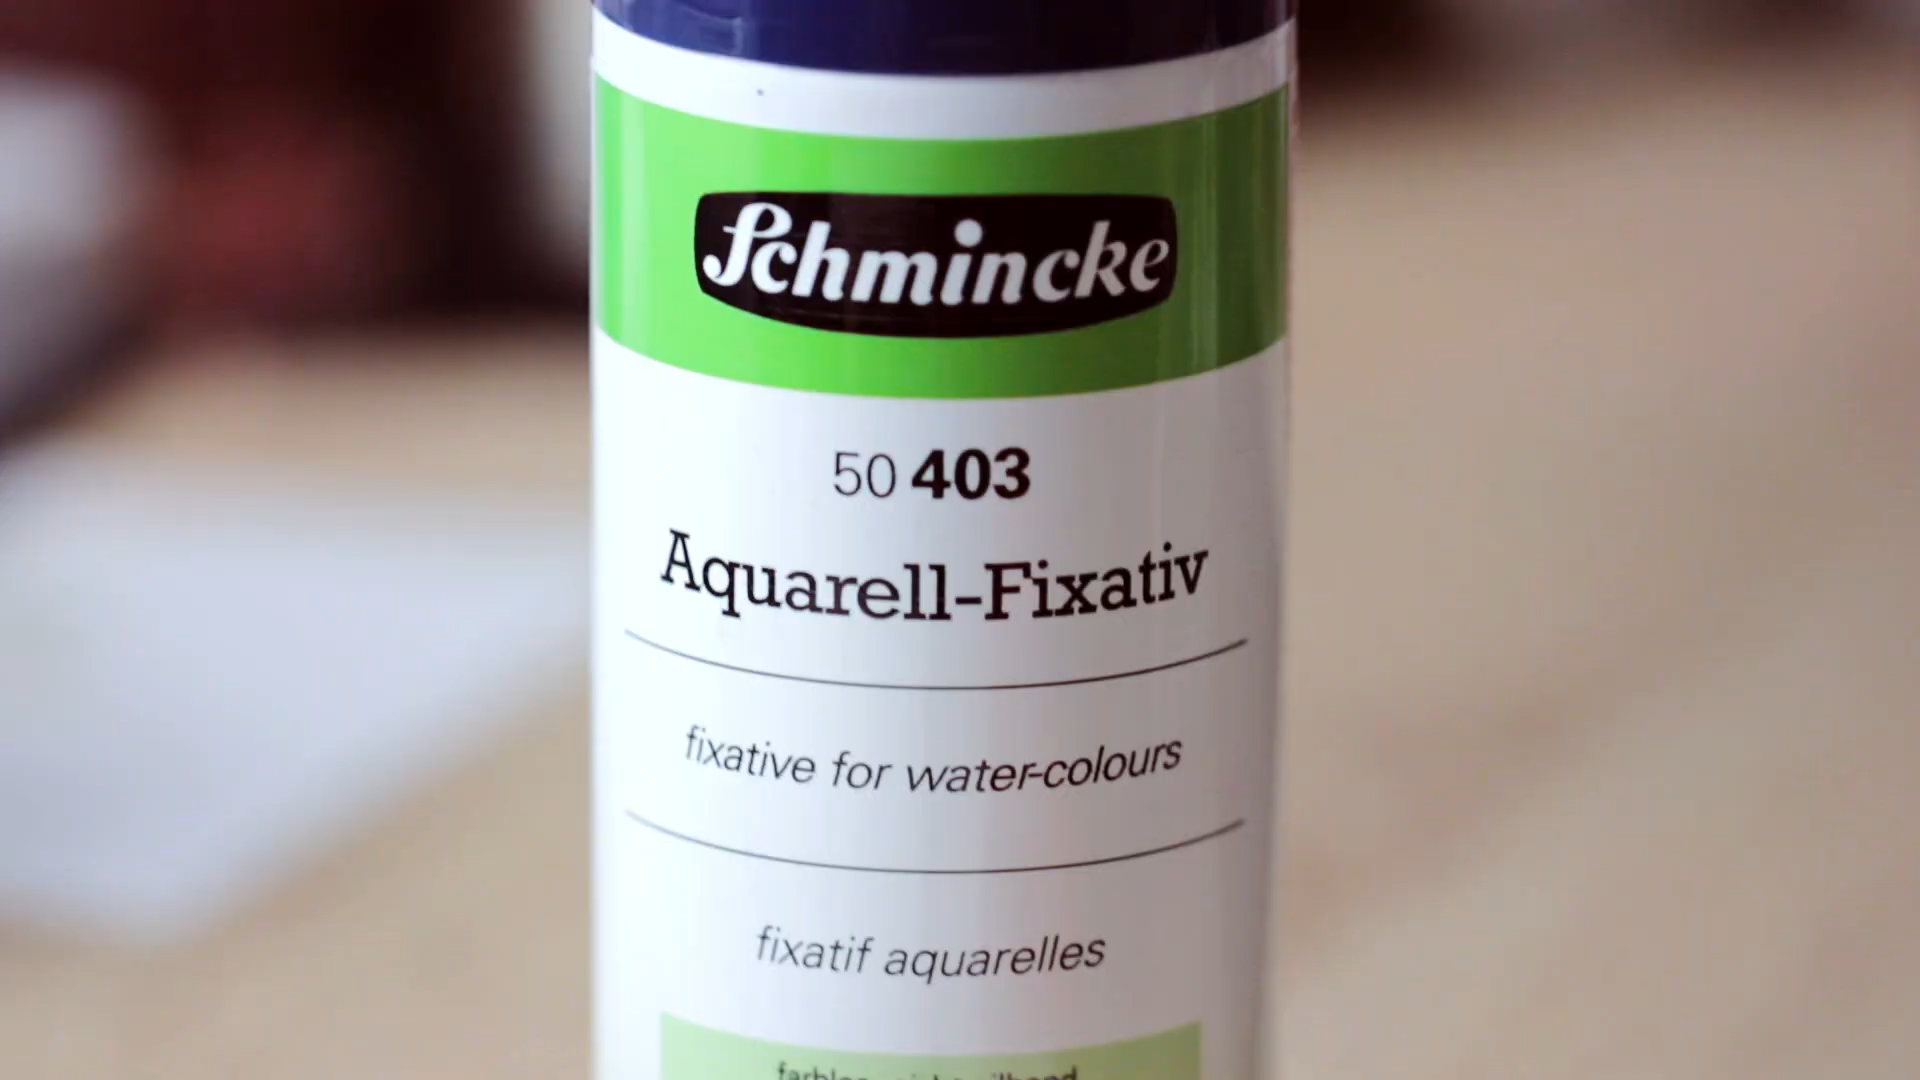 Schmincke
50 403
Aquarell-Fixativ
fixative for water-colours
fixatif aquarelles